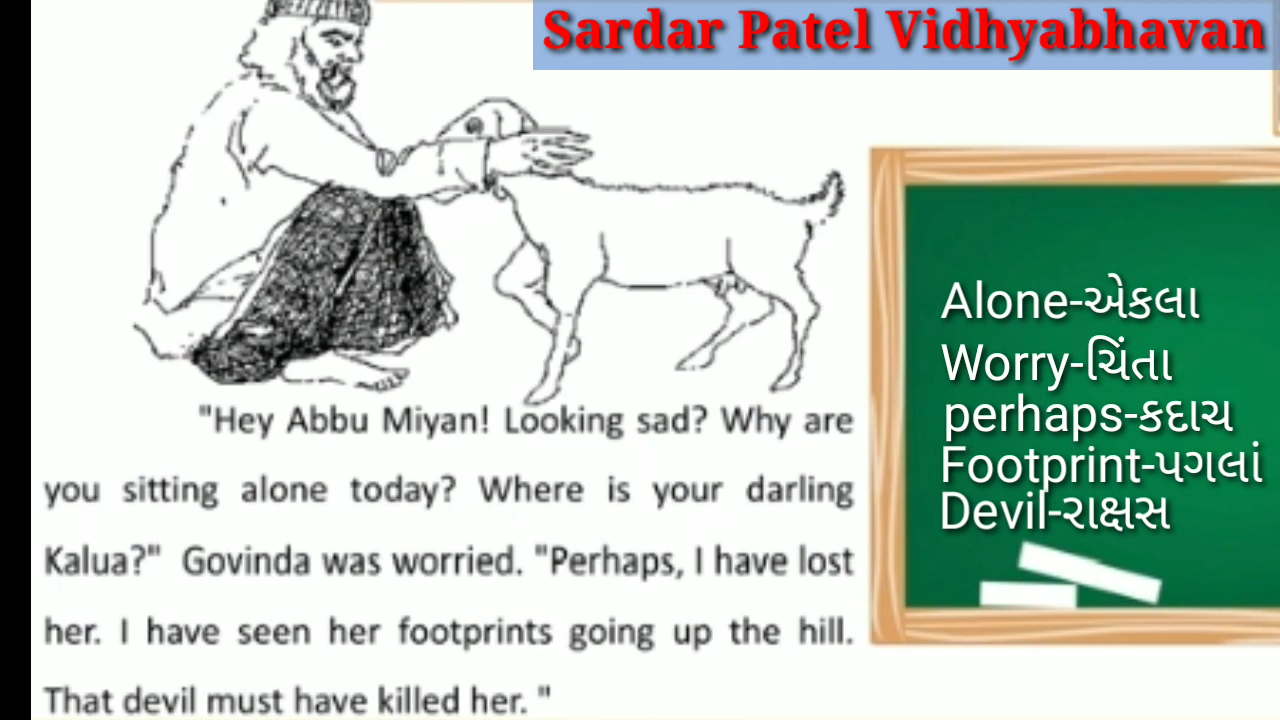 Sardar Patel Vidhyabhavan
"Hey Abbu Miyan! Looking sad? Why are
you sitting alone today? Where is your darling
Kalua?" Govinda was worried. "Perhaps, I have lost
her. I have seen her footprints going up the hill.
That devil must have killed her. "
Alone-એકલા
Worry-ચિંતા
perhaps-કદાચ
Footprint-પગલાં
Devil-રાક્ષસ